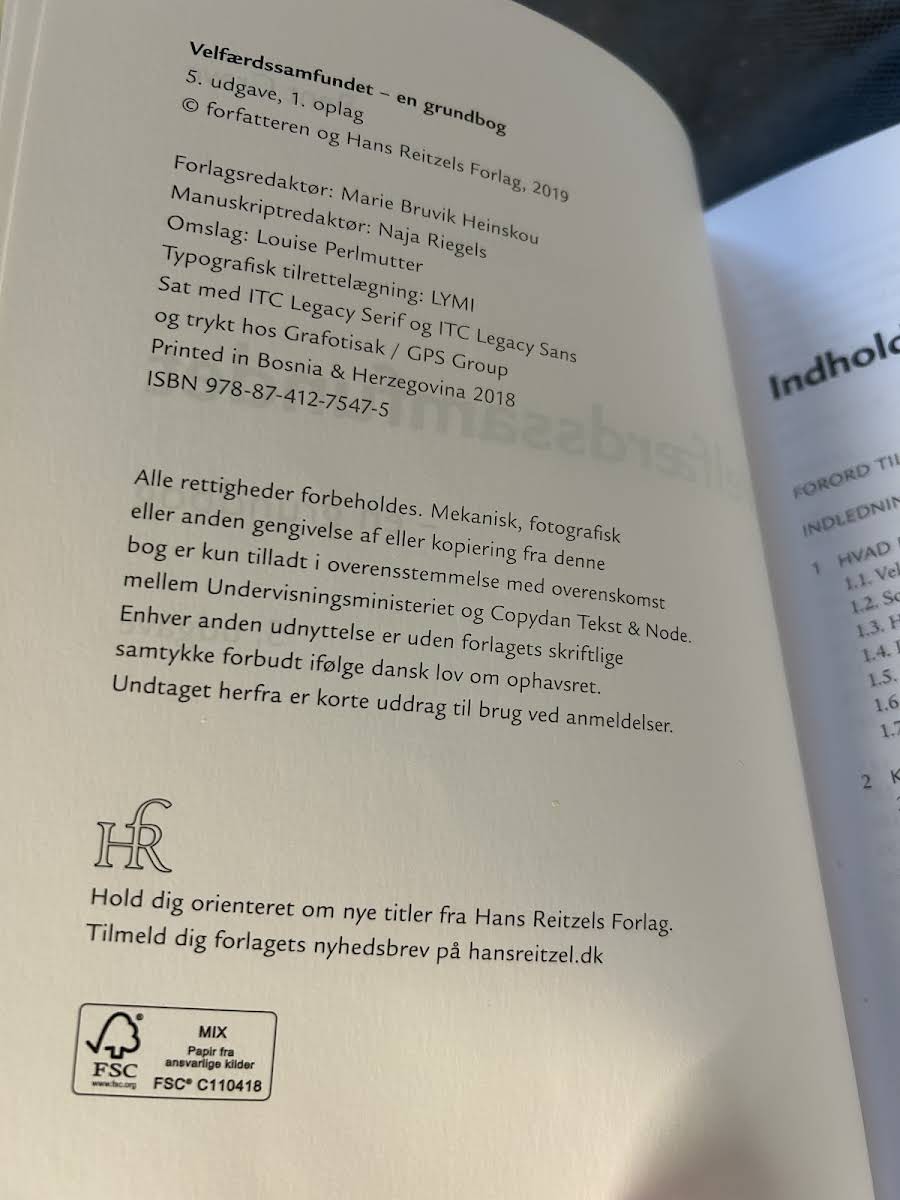 Velfærdssamfundet – en grundbog
5. udgave, 1. oplag
© forfatteren og Hans Reitzels Forlag, 2019
Forlagsredaktør: Marie Bruvik Heinskou
Manuskriptredaktør: Naja Riegels
Omslag: Louise Perlmutter
Typografisk tilrettelægning: LYMI
Sat med ITC Legacy Serif og ITC Legacy Sans
og trykt hos Grafotisak / GPS Group
Printed in Bosnia & Herzegovina 2018
ISBN 978-87-412-7547-5
Alle rettigheder forbeholdes. Mekanisk, fotografisk
eller anden gengivelse af eller kopiering fra denne
bog er kun tilladt i overensstemmelse med overenskomst
mellem Undervisningsministeriet og Copydan Tekst & Node.
Enhver anden udnyttelse er uden forlagets skriftlige
samtykke forbudt ifølge dansk lov om ophavsret.
Undtaget herfra er korte uddrag til brug ved anmeldelser.
HfR
Hold dig orienteret om nye titler fra Hans Reitzels Forlag.
Tilmeld dig forlagets nyhedsbrev på hansreitzel.dk
FSC
www.fsc.org
MIX
Papir fra
ansvarlige kilder
FSC® C110418
Indhold
FORORD TIL
INDLEDNIN
1 HVAD
1.1. Vel
1.2. So
1.3. H
1.4.
1.5.
1.6
1.7
2 K